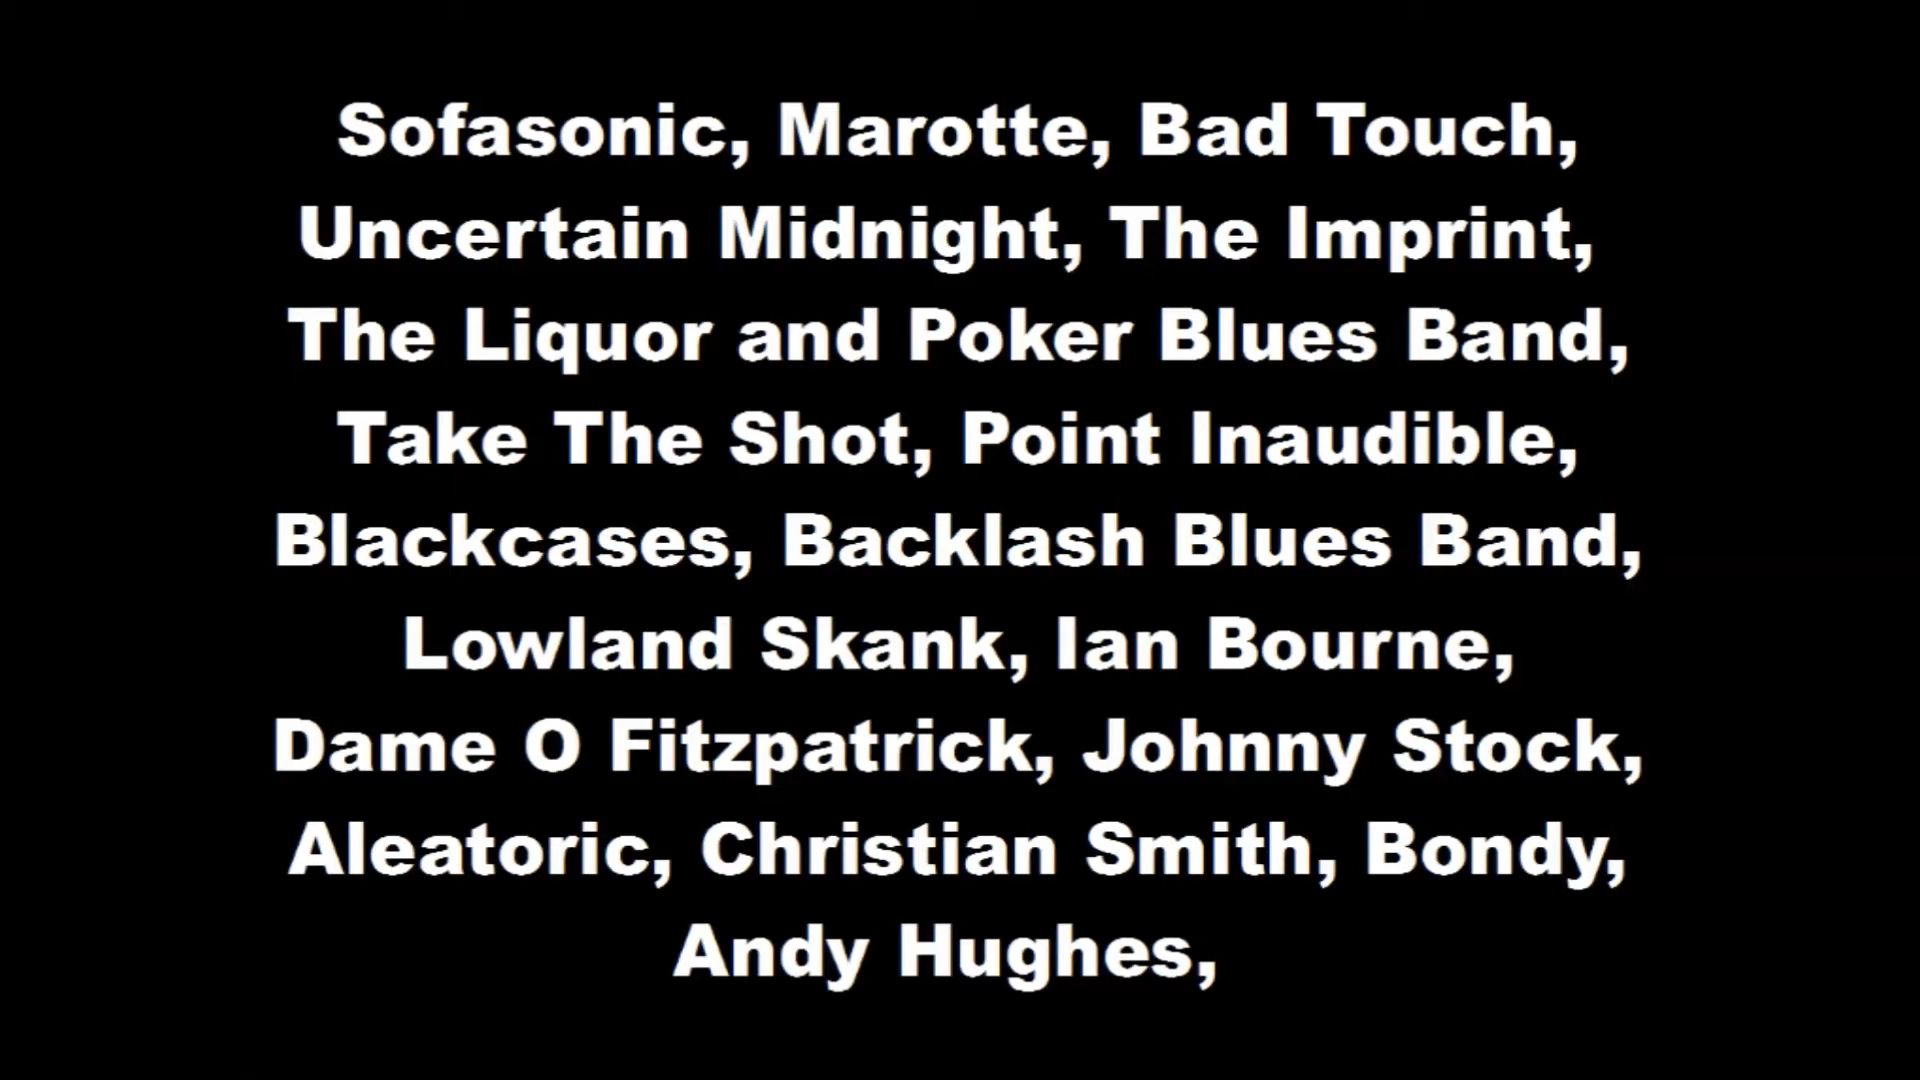 Sofasonic, Marotte, Bad Touch,
Uncertain Midnight, The Imprint,
The Liquor and Poker Blues Band,
Take The Shot, Point Inaudible,
Blackcases, Backlash Blues Band,
Lowland Skank, Ian Bourne,
Dame O Fitzpatrick, Johnny Stock,
Aleatoric, Christian Smith, Bondy,
Andy Hughes,